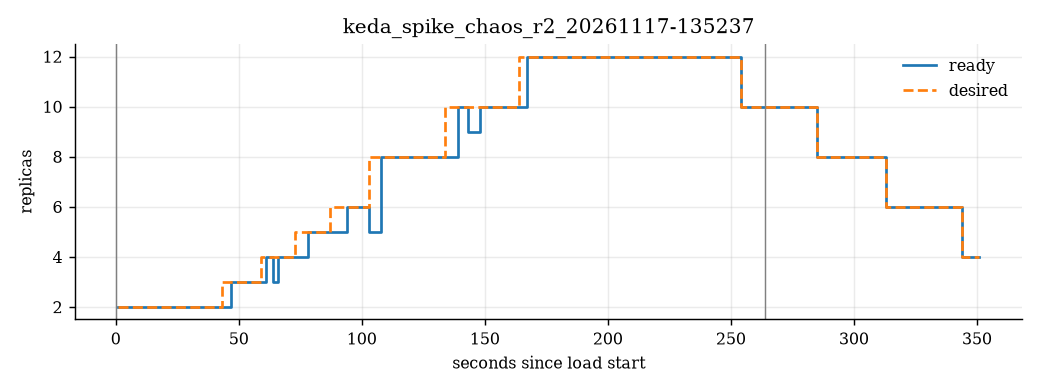 keda_spike_chaos_r2_20261117-135237
12
10
8
6
4
2
replicas
ready
desired
0 50 100 150 200 250 300 350
seconds since load start